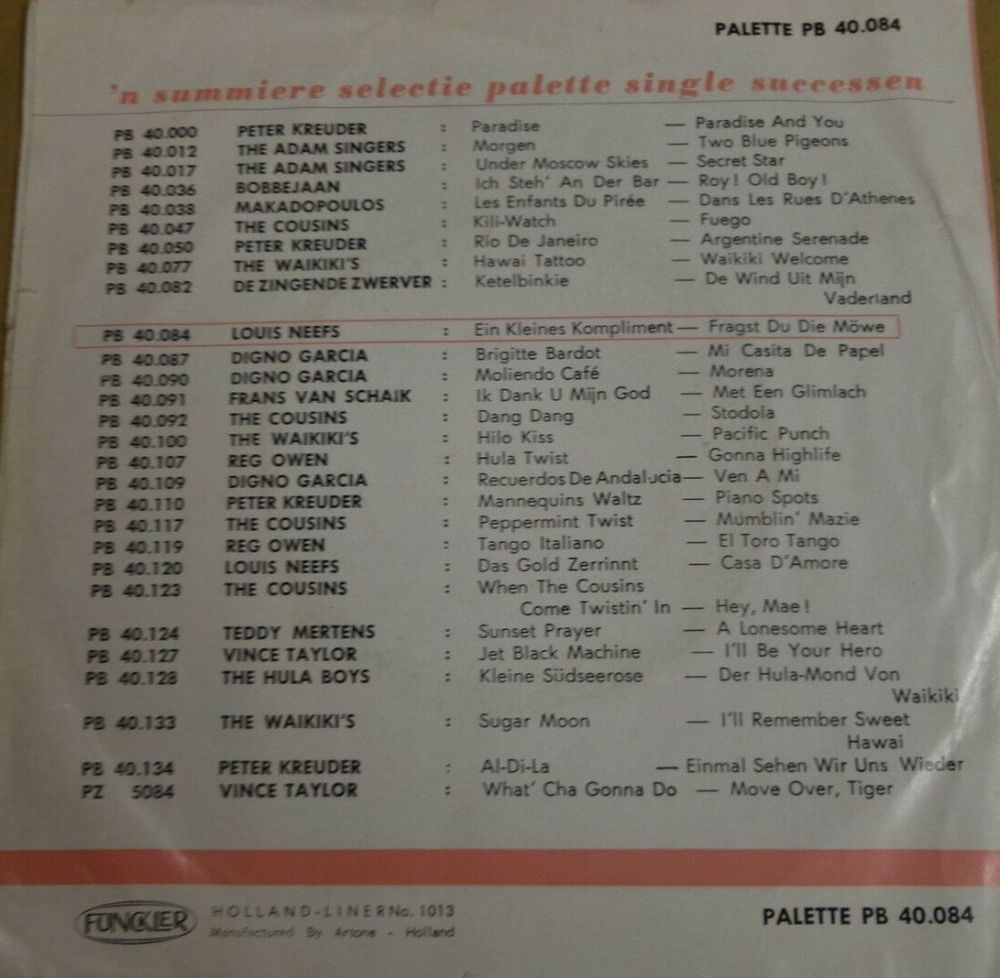 PALETTE PB 40.084
'n summiere selectie palette single successen
PB 40.000 PETER KREUDER : Paradise — Paradise And You
PB 40.012 THE ADAM SINGERS : Morgen — Two Blue Pigeons
PB 40.017 THE ADAM SINGERS : Under Moscow Skies — Secret Star
PB 40.036 BOBBEJAAN : Ich Steh' An Der Bar — Roy! Old Boy!
PB 40.038 MAKADOPOULOS : Les Enfants Du Pirée — Dans Les Rues D'Athenes
PB 40.047 THE COUSINS : Kili-Watch — Fuego
PB 40.050 PETER KREUDER : Rio De Janeiro — Argentine Serenade
PB 40.077 THE WAIKIKI'S : Hawai Tattoo — Waikiki Welcome
PB 40.082 DE ZINGENDE ZWERVER : Ketelbinkie — De Wind Uit Mijn
Vaderland
PB 40.084 LOUIS NEEFS : Ein Kleines Kompliment — Fragst Du Die Möwe
PB 40.087 DIGNO GARCIA : Brigitte Bardot — Mi Casita De Papel
PB 40.090 DIGNO GARCIA : Moliendo Café — Morena
PB 40.091 FRANS VAN SCHAIK : Ik Dank U Mijn God — Met Een Glimlach
PB 40.092 THE COUSINS : Dang Dang — Stodola
PB 40.100 THE WAIKIKI'S : Hilo Kiss — Pacific Punch
PB 40.107 REG OWEN : Hula Twist — Gonna Highlife
PB 40.109 DIGNO GARCIA : Recuerdos De Andalucia — Ven A Mi
PB 40.110 PETER KREUDER : Mannequins Waltz — Piano Spots
PB 40.117 THE COUSINS : Peppermint Twist — Mumblin' Mazie
PB 40.119 REG OWEN : Tango Italiano — El Toro Tango
PB 40.120 LOUIS NEEFS : Das Gold Zerrinnt — Casa D'Amore
PB 40.123 THE COUSINS : When The Cousins
Come Twistin' In — Hey, Mae!
PB 40.124 TEDDY MERTENS : Sunset Prayer — A Lonesome Heart
PB 40.127 VINCE TAYLOR : Jet Black Machine — I'll Be Your Hero
PB 40.128 THE HULA BOYS : Kleine Südseerose — Der Hula-Mond Von
Waikiki
PB 40.133 THE WAIKIKI'S : Sugar Moon — I'll Remember Sweet
Hawai
PB 40.134 PETER KREUDER : Al-Di-La — Einmal Sehen Wir Uns Wieder
PZ 5084 VINCE TAYLOR : What' Cha Gonna Do — Move Over, Tiger
FUNCKLER HOLLAND-LINER No. 1013
Manufactured By Artone - Holland
PALETTE PB 40.084